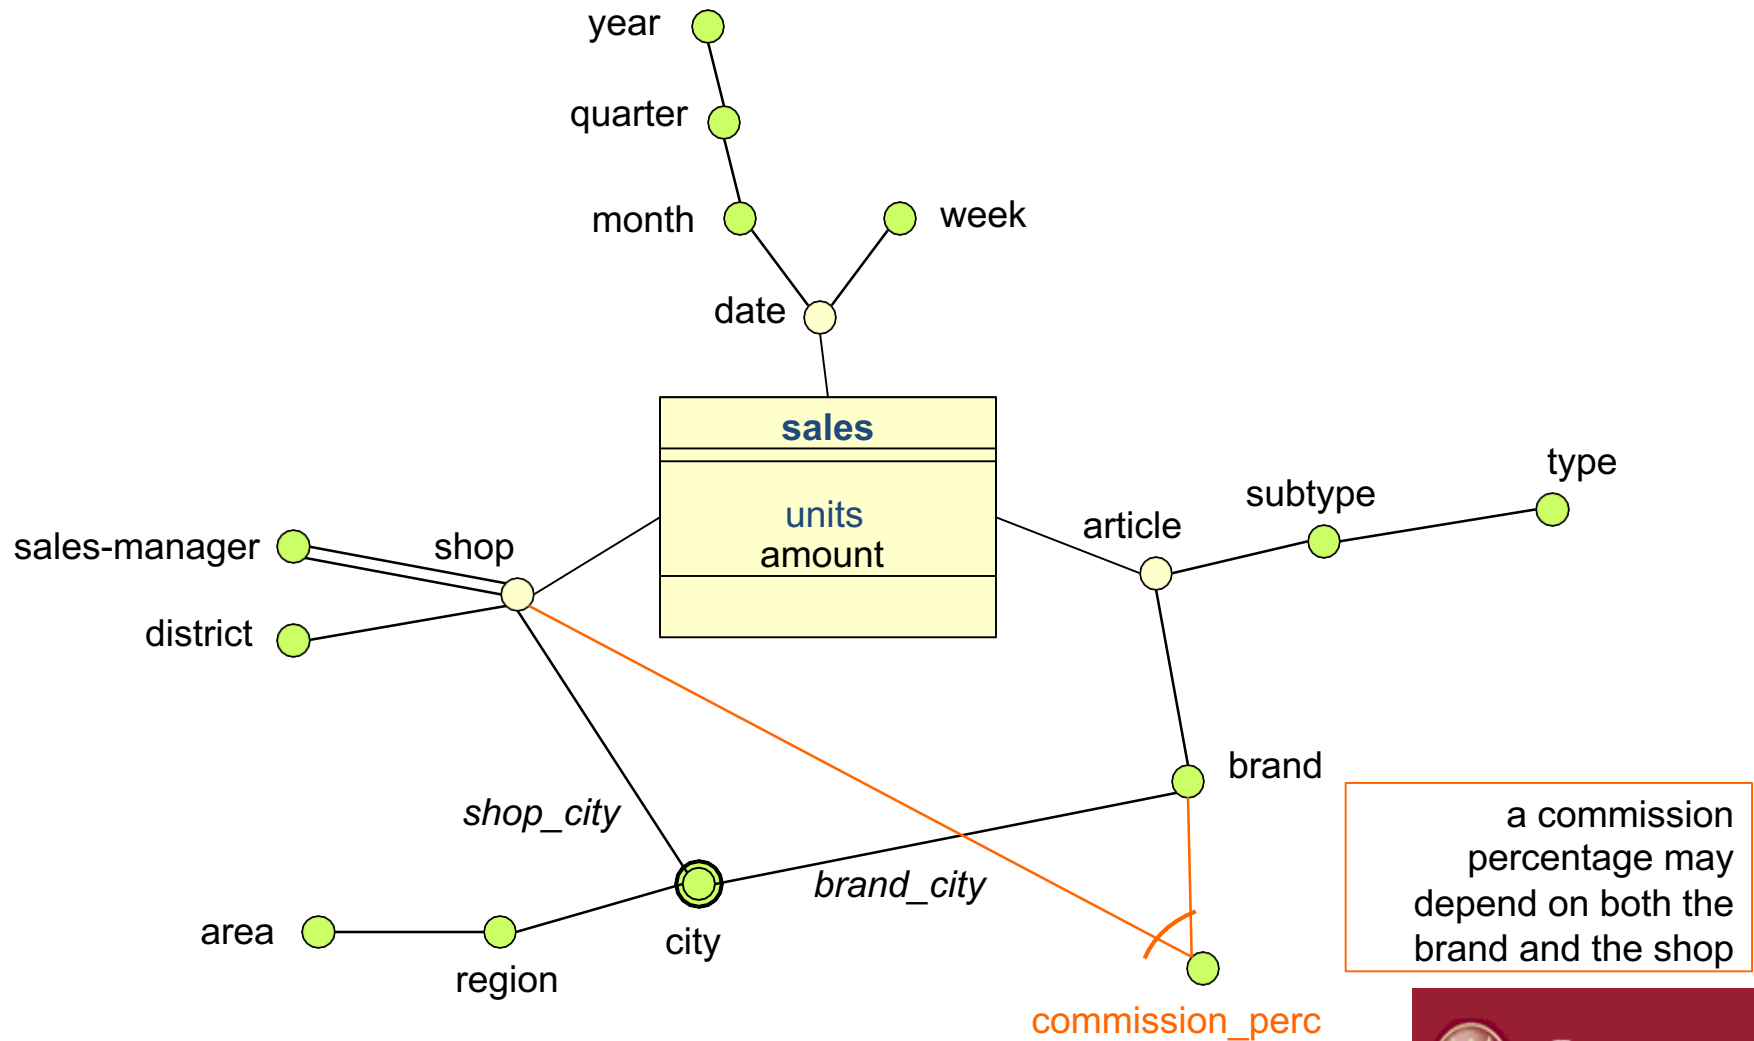 year
quarter
month
week
date
sales
units
amount
type
subtype
article
sales-manager
shop
district
brand
shop_city
brand_city
a commission
percentage may
depend on both the
brand and the shop
area
city
region
commission_perc